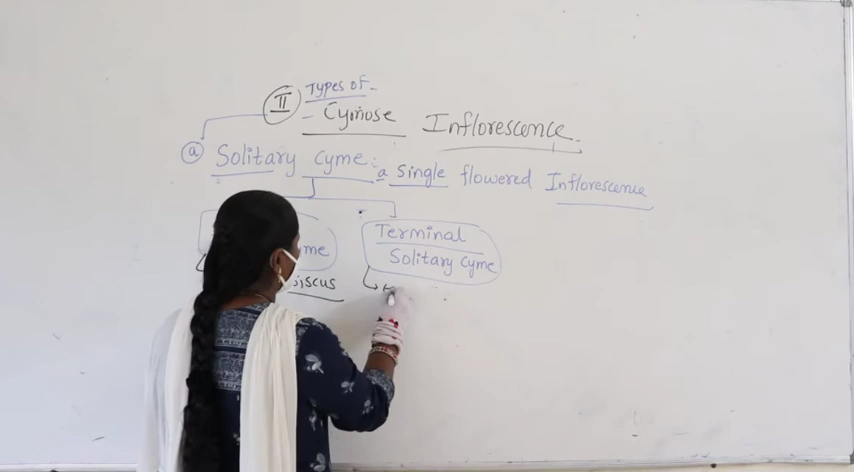 II Types of
- Cymose Inflorescence.
a Solitary cyme: a single flowered Inflorescence
Terminal
Solitary cyme